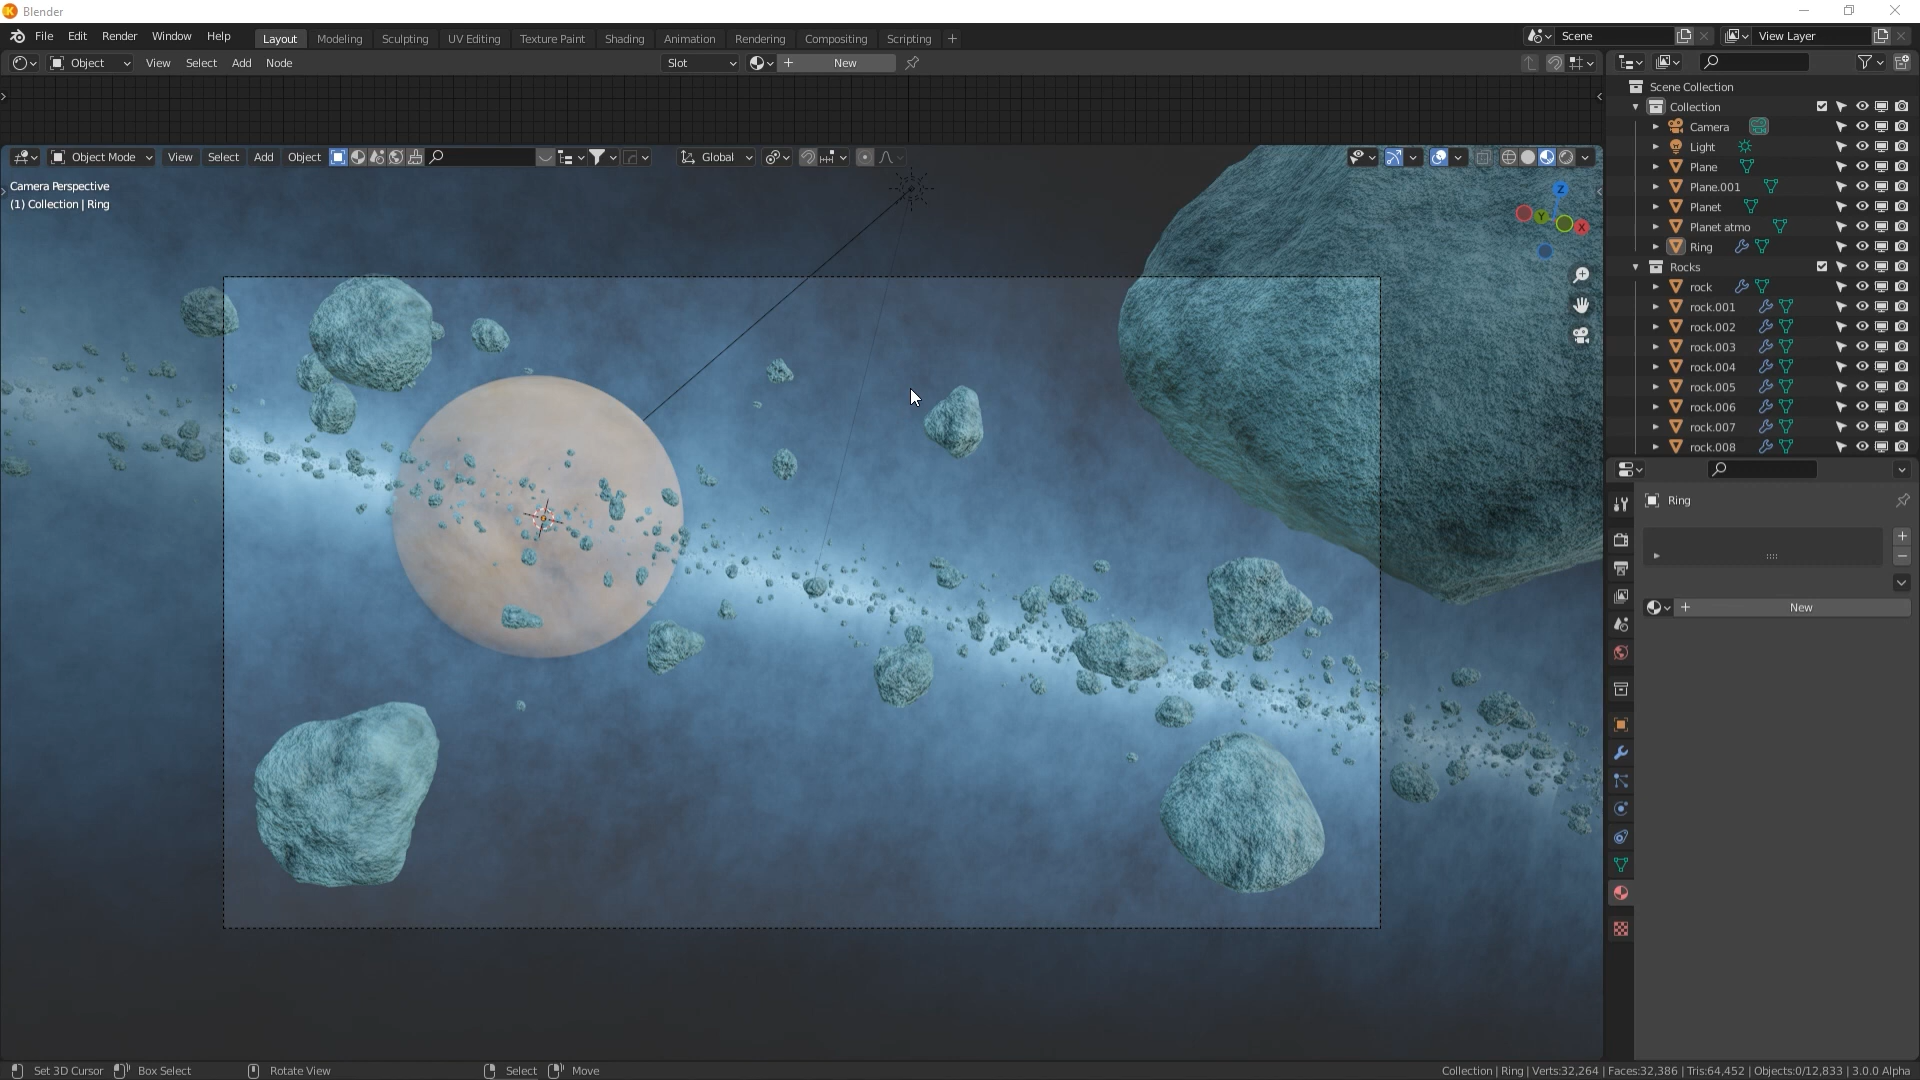 Blender
File Edit Render Window Help
Layout Modeling Sculpting UV Editing Texture Paint Shading Animation Rendering Compositing Scripting +
Scene
View Layer
Object View Select Add Node
Slot
New
Object Mode View Select Add Object
Global
Camera Perspective
(1) Collection | Ring
Z
Y
X
Scene Collection
Collection
Camera
Light
Plane
Plane.001
Planet
Planet atmo
Ring
Rocks
rock
rock.001
rock.002
rock.003
rock.004
rock.005
rock.006
rock.007
rock.008
Ring
New
Set 3D Cursor Box Select Rotate View Select Move
Collection | Ring | Verts:32,264 | Faces:32,386 | Tris:64,452 | Objects:0/12,833 | 3.0.0 Alpha